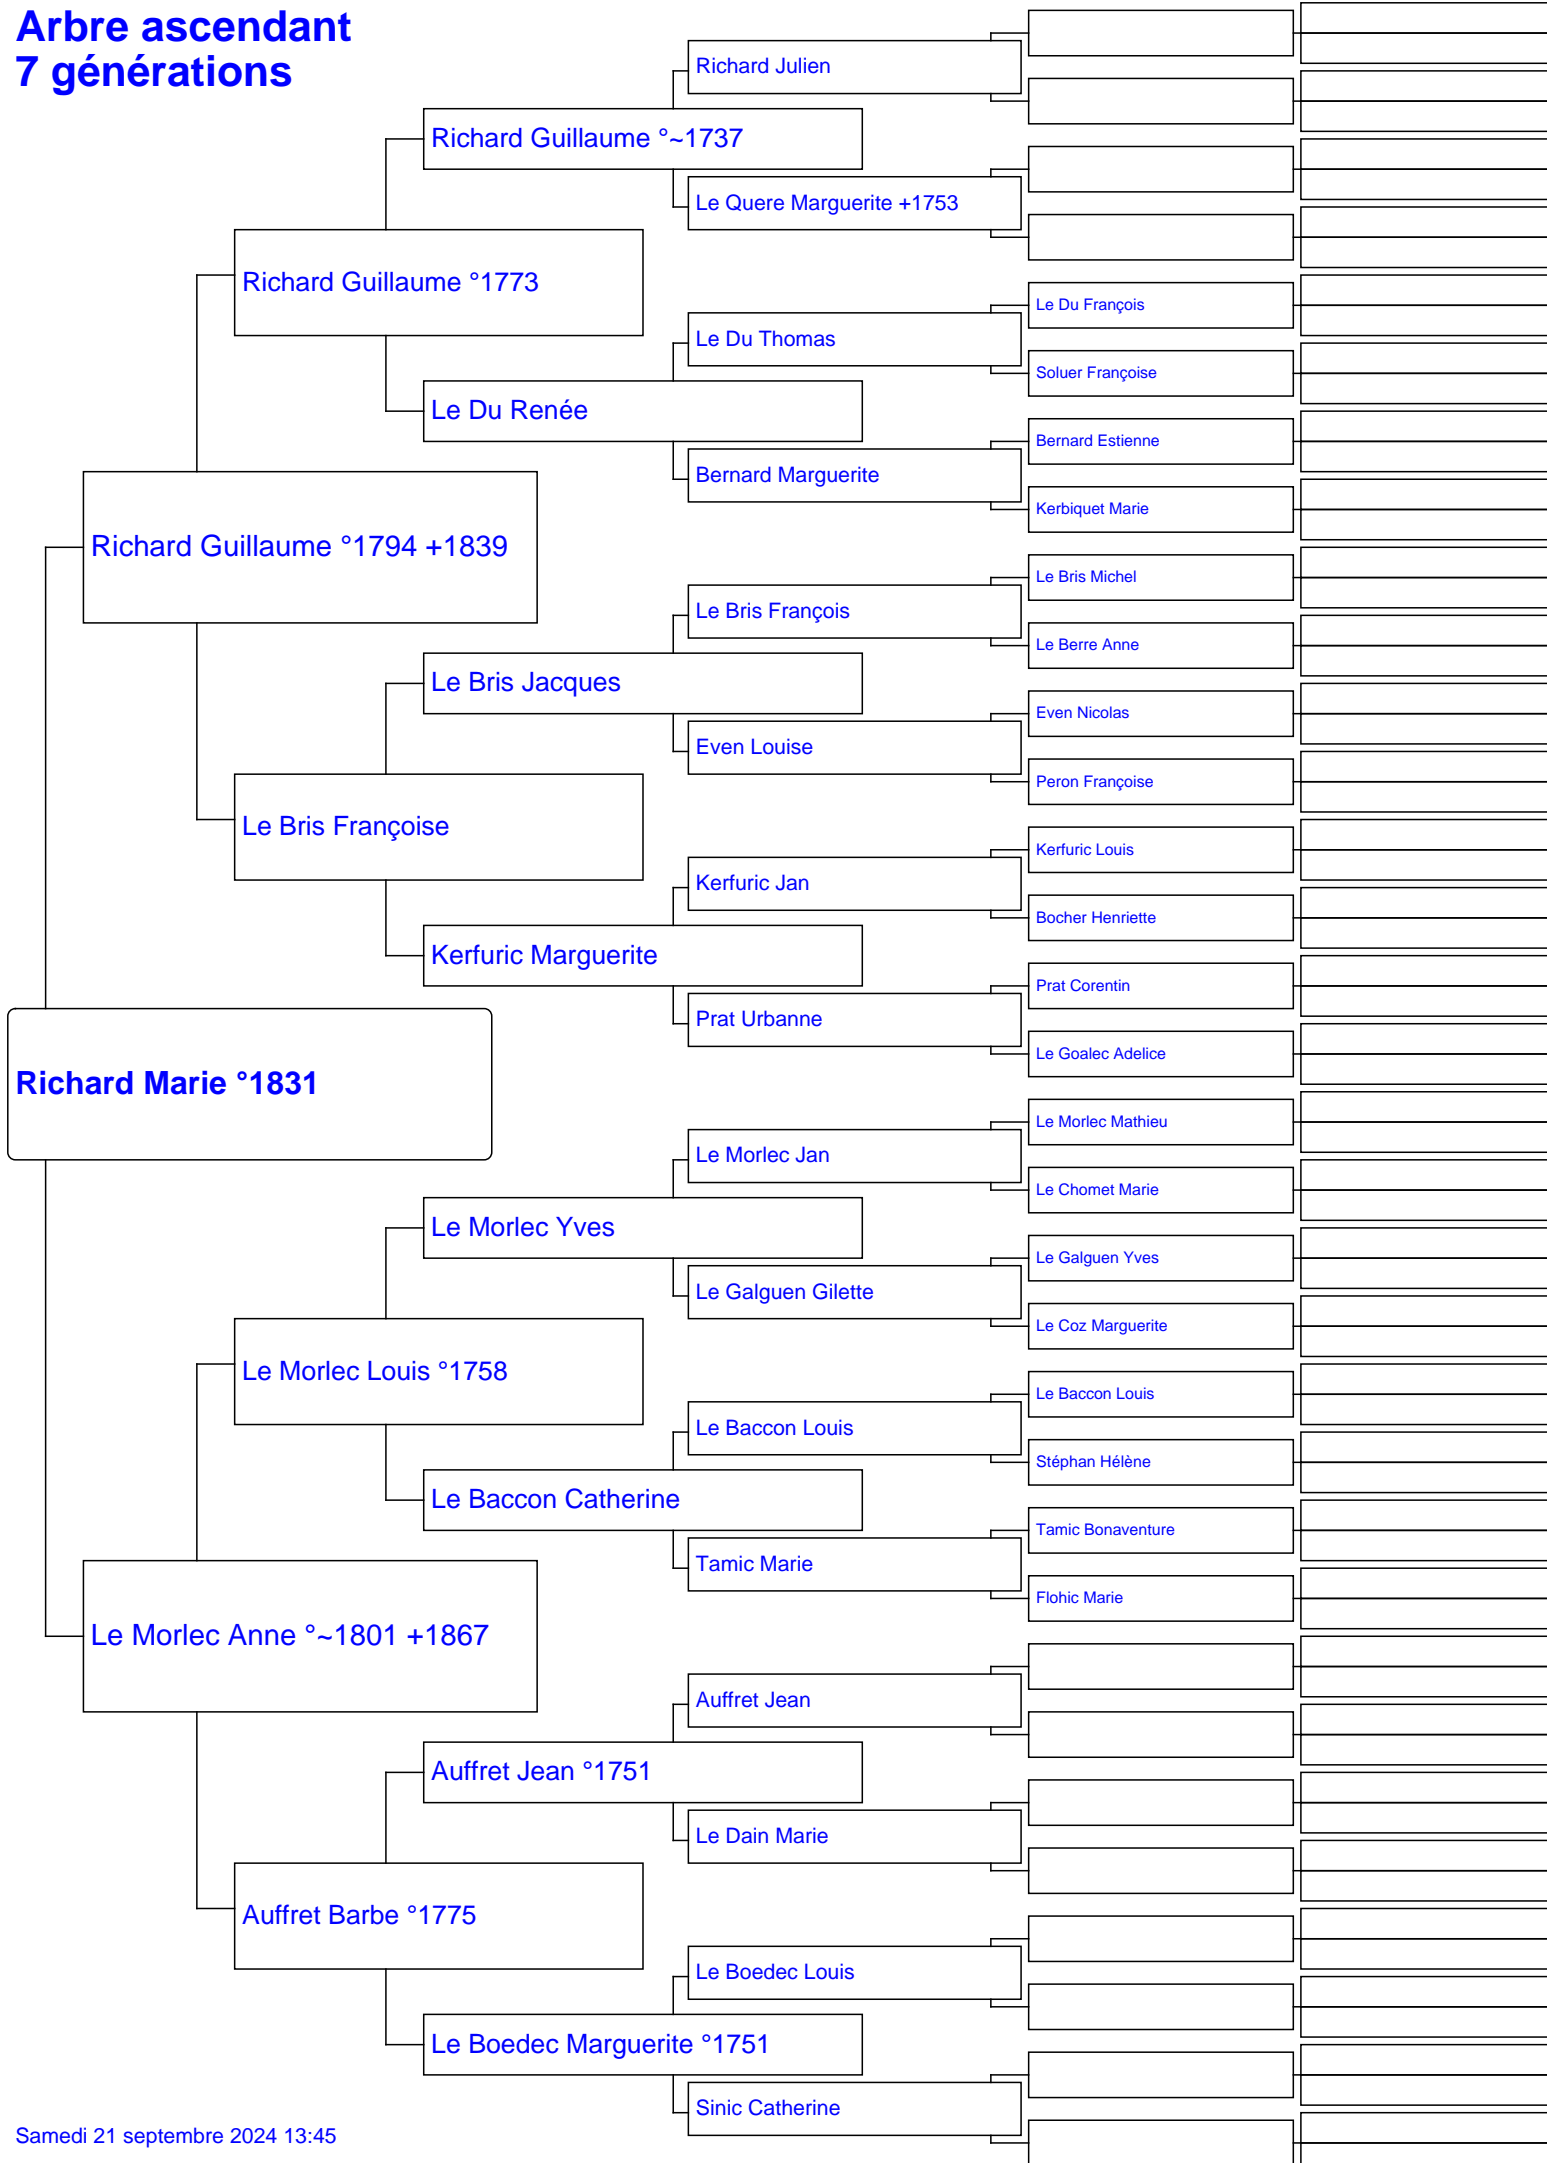 Arbre ascendant
7 générations
Richard Julien
Richard Guillaume °~1737
Le Quere Marguerite +1753
Richard Guillaume °1773
Le Du François
Le Du Thomas
Soluer Françoise
Le Du Renée
Bernard Estienne
Bernard Marguerite
Kerbiquet Marie
Richard Guillaume °1794 +1839
Le Bris Michel
Le Bris François
Le Berre Anne
Le Bris Jacques
Even Nicolas
Even Louise
Peron Françoise
Le Bris Françoise
Kerfuric Louis
Kerfuric Jan
Bocher Henriette
Kerfuric Marguerite
Prat Corentin
Prat Urbanne
Le Goalec Adelice
Richard Marie °1831
Le Morlec Mathieu
Le Morlec Jan
Le Chomet Marie
Le Morlec Yves
Le Galguen Yves
Le Galguen Gilette
Le Coz Marguerite
Le Morlec Louis °1758
Le Baccon Louis
Le Baccon Louis
Stéphan Hélène
Le Baccon Catherine
Tamic Bonaventure
Tamic Marie
Flohic Marie
Le Morlec Anne °~1801 +1867
Auffret Jean
Auffret Jean °1751
Le Dain Marie
Auffret Barbe °1775
Le Boedec Louis
Le Boedec Marguerite °1751
Sinic Catherine
Samedi 21 septembre 2024 13:45